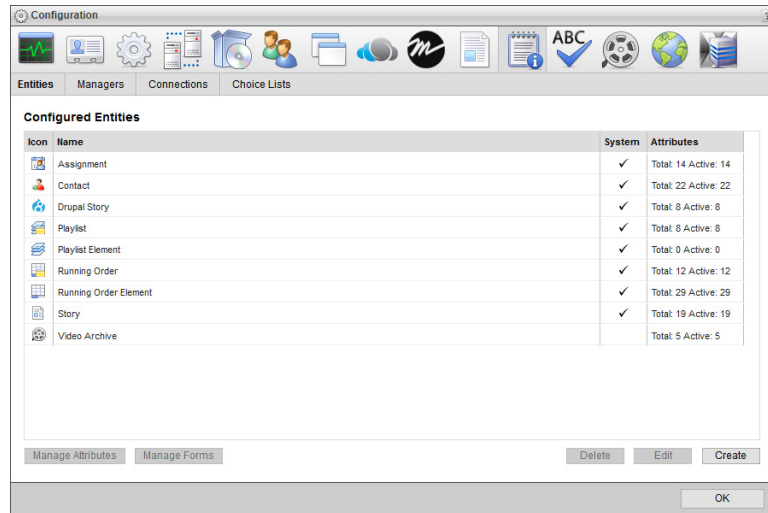 Configuration
ABC
Entities Managers Connections Choice Lists
Configured Entities
Icon Name System Attributes
Assignment ✓ Total: 14 Active: 14
Contact ✓ Total: 22 Active: 22
Drupal Story ✓ Total: 8 Active: 8
Playlist ✓ Total: 8 Active: 8
Playlist Element ✓ Total: 0 Active: 0
Running Order ✓ Total: 12 Active: 12
Running Order Element ✓ Total: 29 Active: 29
Story ✓ Total: 19 Active: 19
Video Archive Total: 5 Active: 5
Manage Attributes Manage Forms Delete Edit Create
OK